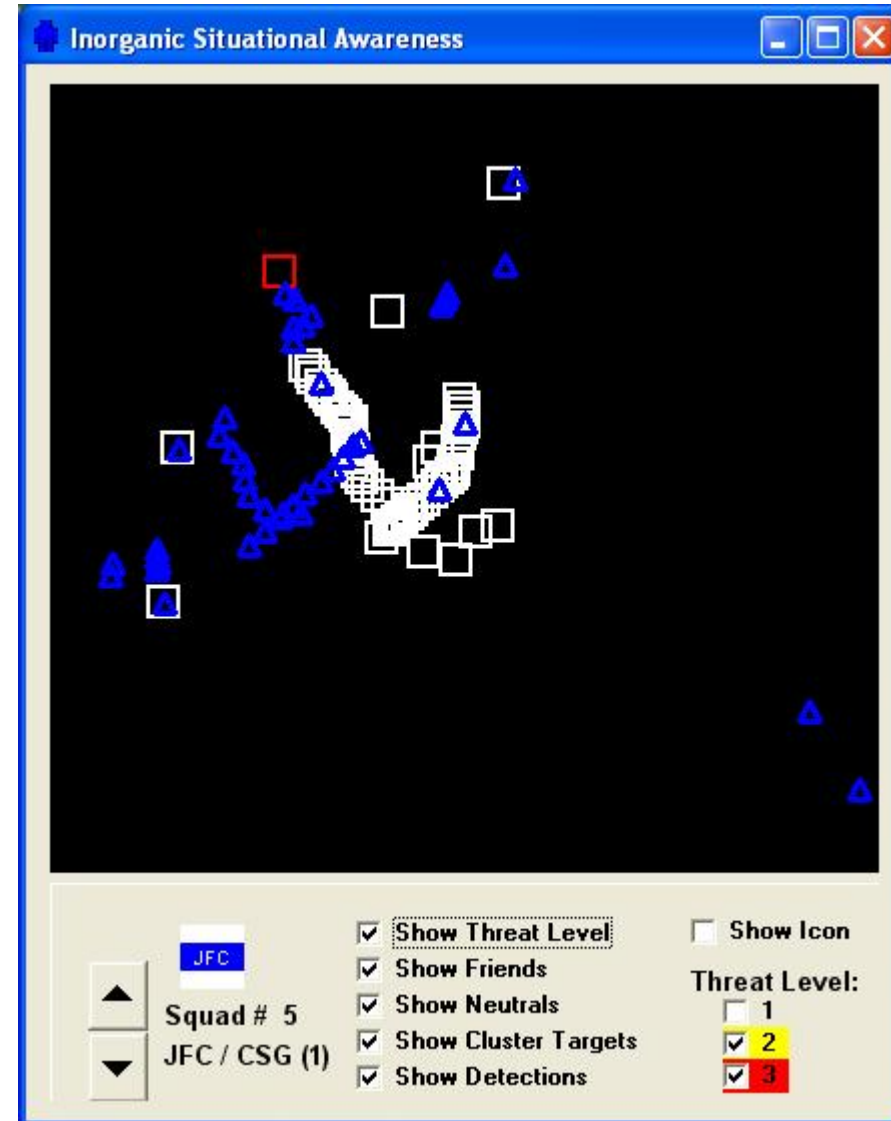 Inorganic Situational Awareness
JFC
Squad # 5
JFC / CSG (1)
Show Threat Level
Show Friends
Show Neutrals
Show Cluster Targets
Show Detections
Show Icon
Threat Level:
1
2
3